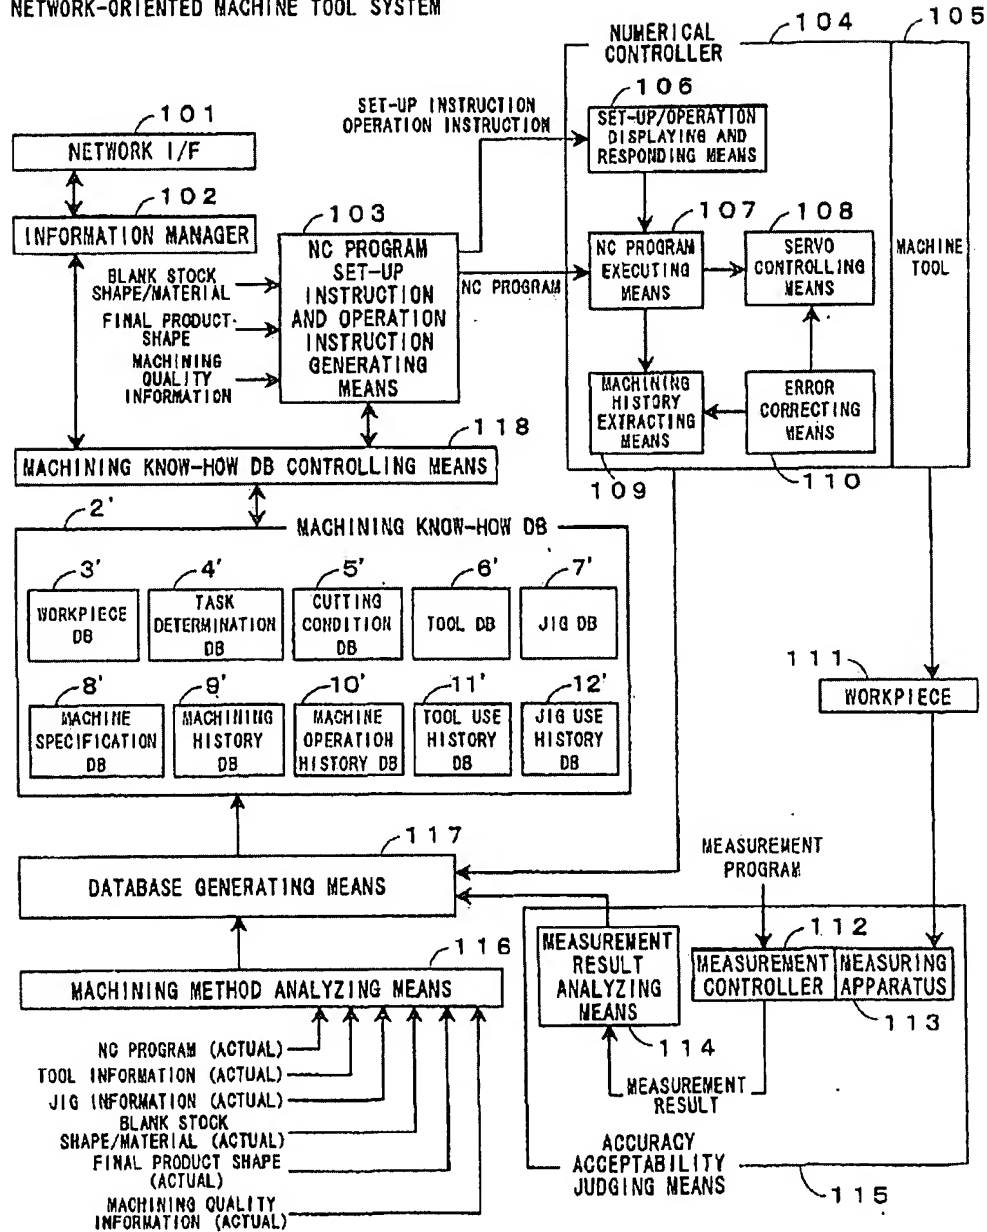 NETWORK-ORIENTED MACHINE TOOL SYSTEM
NUMERICAL
CONTROLLER
104
105
106
SET-UP INSTRUCTION
OPERATION INSTRUCTION
SET-UP/OPERATION
DISPLAYING AND
RESPONDING MEANS
101
NETWORK I/F
102
INFORMATION MANAGER
103
NC PROGRAM
SET-UP
INSTRUCTION
AND OPERATION
INSTRUCTION
GENERATING
MEANS
BLANK STOCK
SHAPE/MATERIAL
FINAL PRODUCT
SHAPE
MACHINING
QUALITY
INFORMATION
NC PROGRAM
107
NC PROGRAM
EXECUTING
MEANS
108
SERVO
CONTROLLING
MEANS
MACHINE
TOOL
MACHINING
HISTORY
EXTRACTING
MEANS
109
ERROR
CORRECTING
MEANS
110
118
MACHINING KNOW-HOW DB CONTROLLING MEANS
2'
MACHINING KNOW-HOW DB
3'
WORKPIECE
DB
4'
TASK
DETERMINATION
DB
5'
CUTTING
CONDITION
DB
6'
TOOL DB
7'
JIG DB
8'
MACHINE
SPECIFICATION
DB
9'
MACHINING
HISTORY
DB
10'
MACHINE
OPERATION
HISTORY DB
11'
TOOL USE
HISTORY
DB
12'
JIG USE
HISTORY
DB
111
WORKPIECE
117
DATABASE GENERATING MEANS
MEASUREMENT
PROGRAM
116
MACHINING METHOD ANALYZING MEANS
MEASUREMENT
RESULT
ANALYZING
MEANS
114
112
MEASUREMENT
CONTROLLER
MEASURING
APPARATUS
113
MEASUREMENT
RESULT
NC PROGRAM (ACTUAL)
TOOL INFORMATION (ACTUAL)
JIG INFORMATION (ACTUAL)
BLANK STOCK
SHAPE/MATERIAL (ACTUAL)
FINAL PRODUCT SHAPE
(ACTUAL)
MACHINING QUALITY
INFORMATION (ACTUAL)
ACCURACY
ACCEPTABILITY
JUDGING MEANS
115